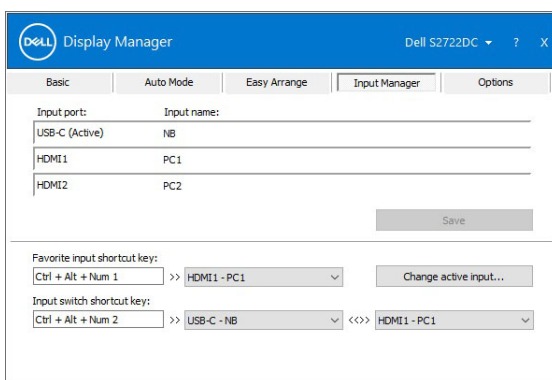 DELL Display Manager Dell S2722DC ? X
Basic Auto Mode Easy Arrange Input Manager Options
Input port: Input name:
USB-C (Active) NB
HDMI1 PC1
HDMI2 PC2
Save
Favorite input shortcut key:
Ctrl + Alt + Num 1 >> HDMI1 - PC1 Change active input...
Input switch shortcut key:
Ctrl + Alt + Num 2 >> USB-C - NB <<>> HDMI1 - PC1